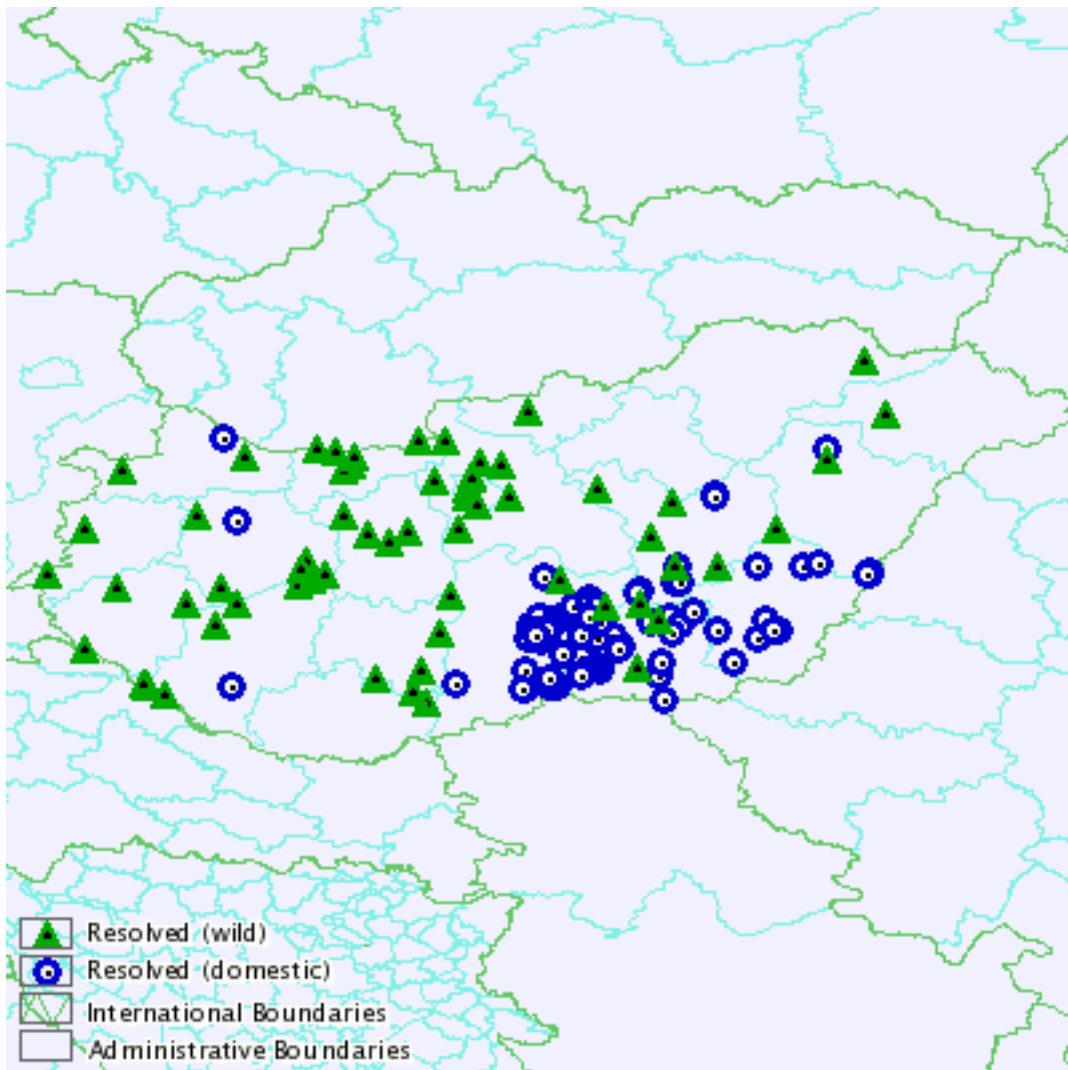 Resolved (wild)
Resolved (domestic)
International Boundaries
Administrative Boundaries